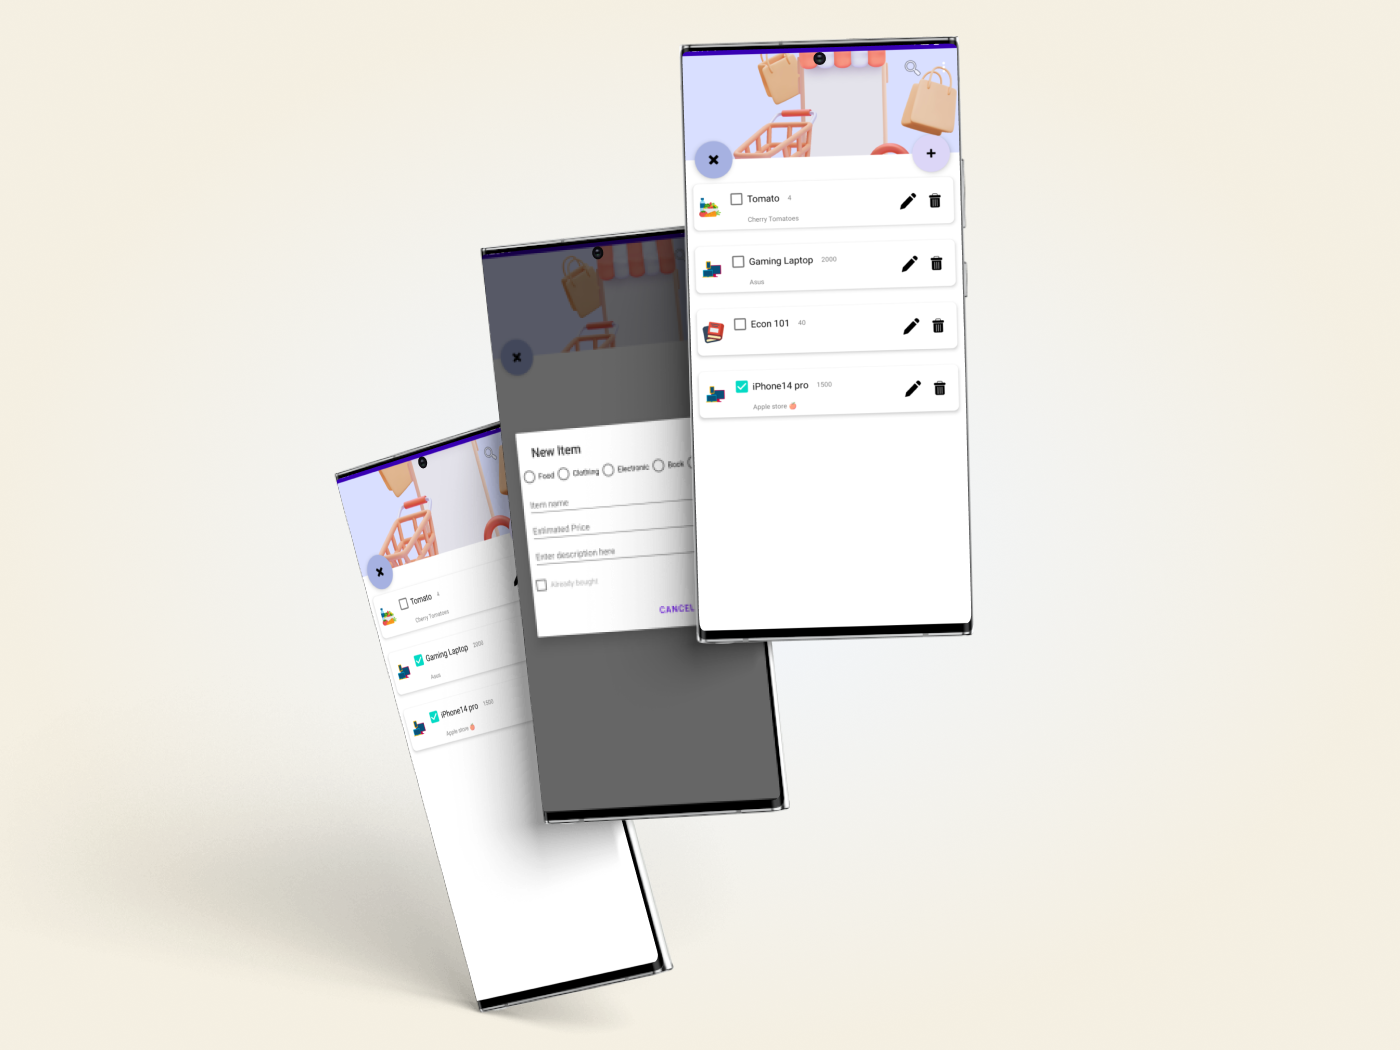 Tomato 4
Cherry Tomatoes
Gaming Laptop 2000
Asus
Econ 101 40
iPhone14 pro 1500
Apple store
New Item
Food Clothing Electronic Book
Item name
Estimated Price
Enter description here
Already bought
CANCEL
Tomato 4
Cherry Tomatoes
Gaming Laptop 2000
Asus
iPhone14 pro 1500
Apple store